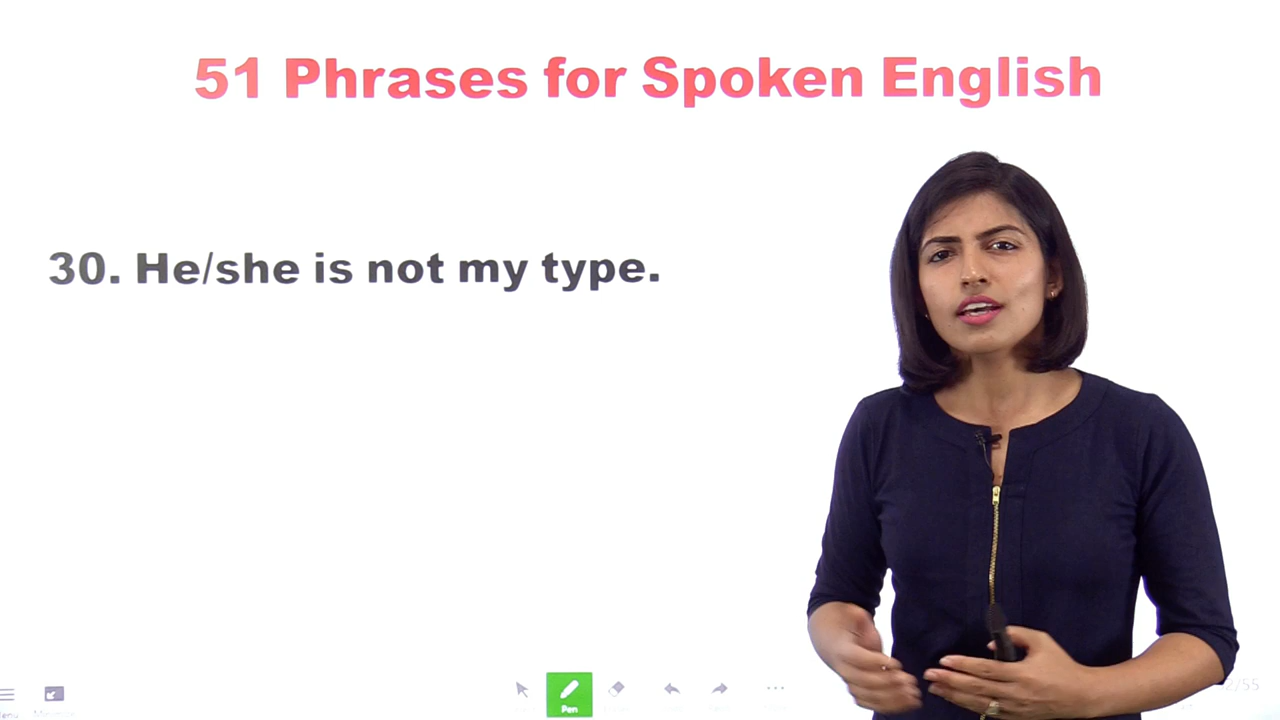 51 Phrases for Spoken English
30. He/she is not my type.
Pen